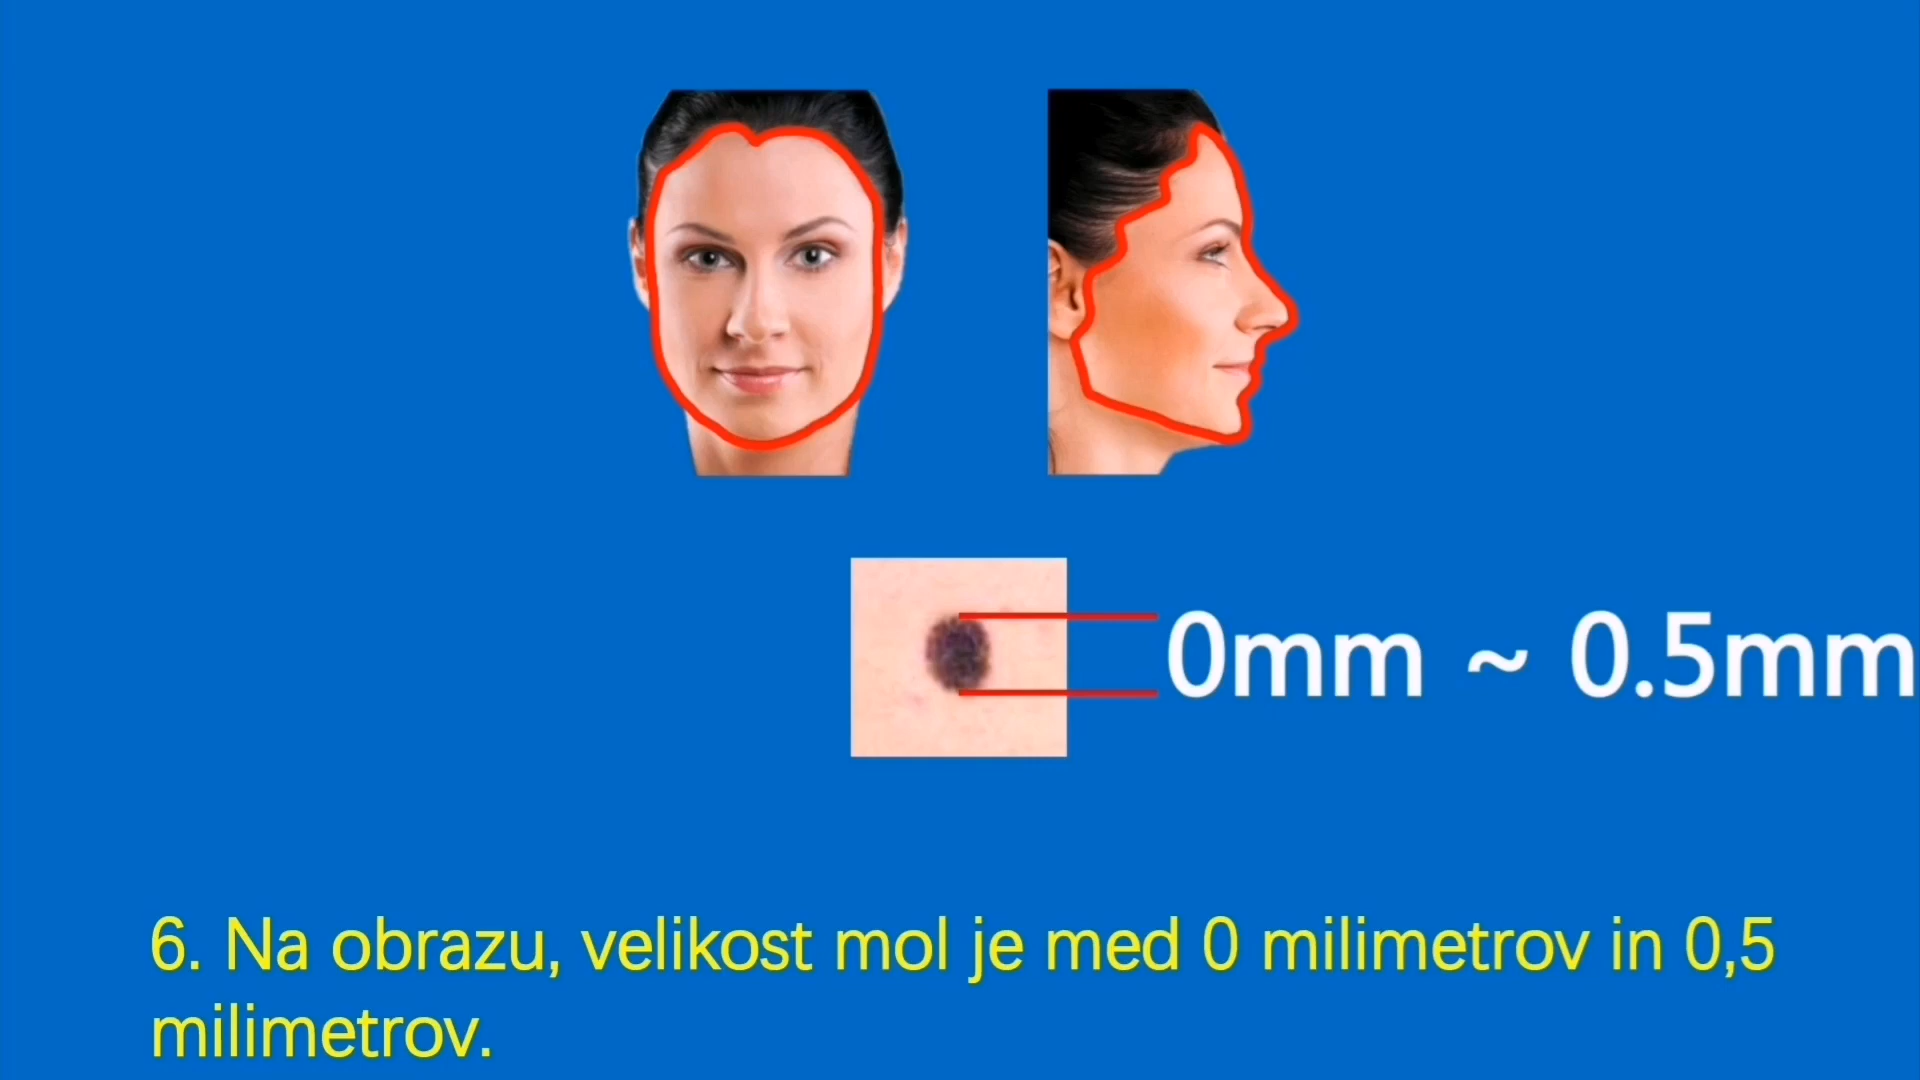 0mm ~ 0.5mm
6. Na obrazu, velikost mol je med 0 milimetrov in 0,5
milimetrov.